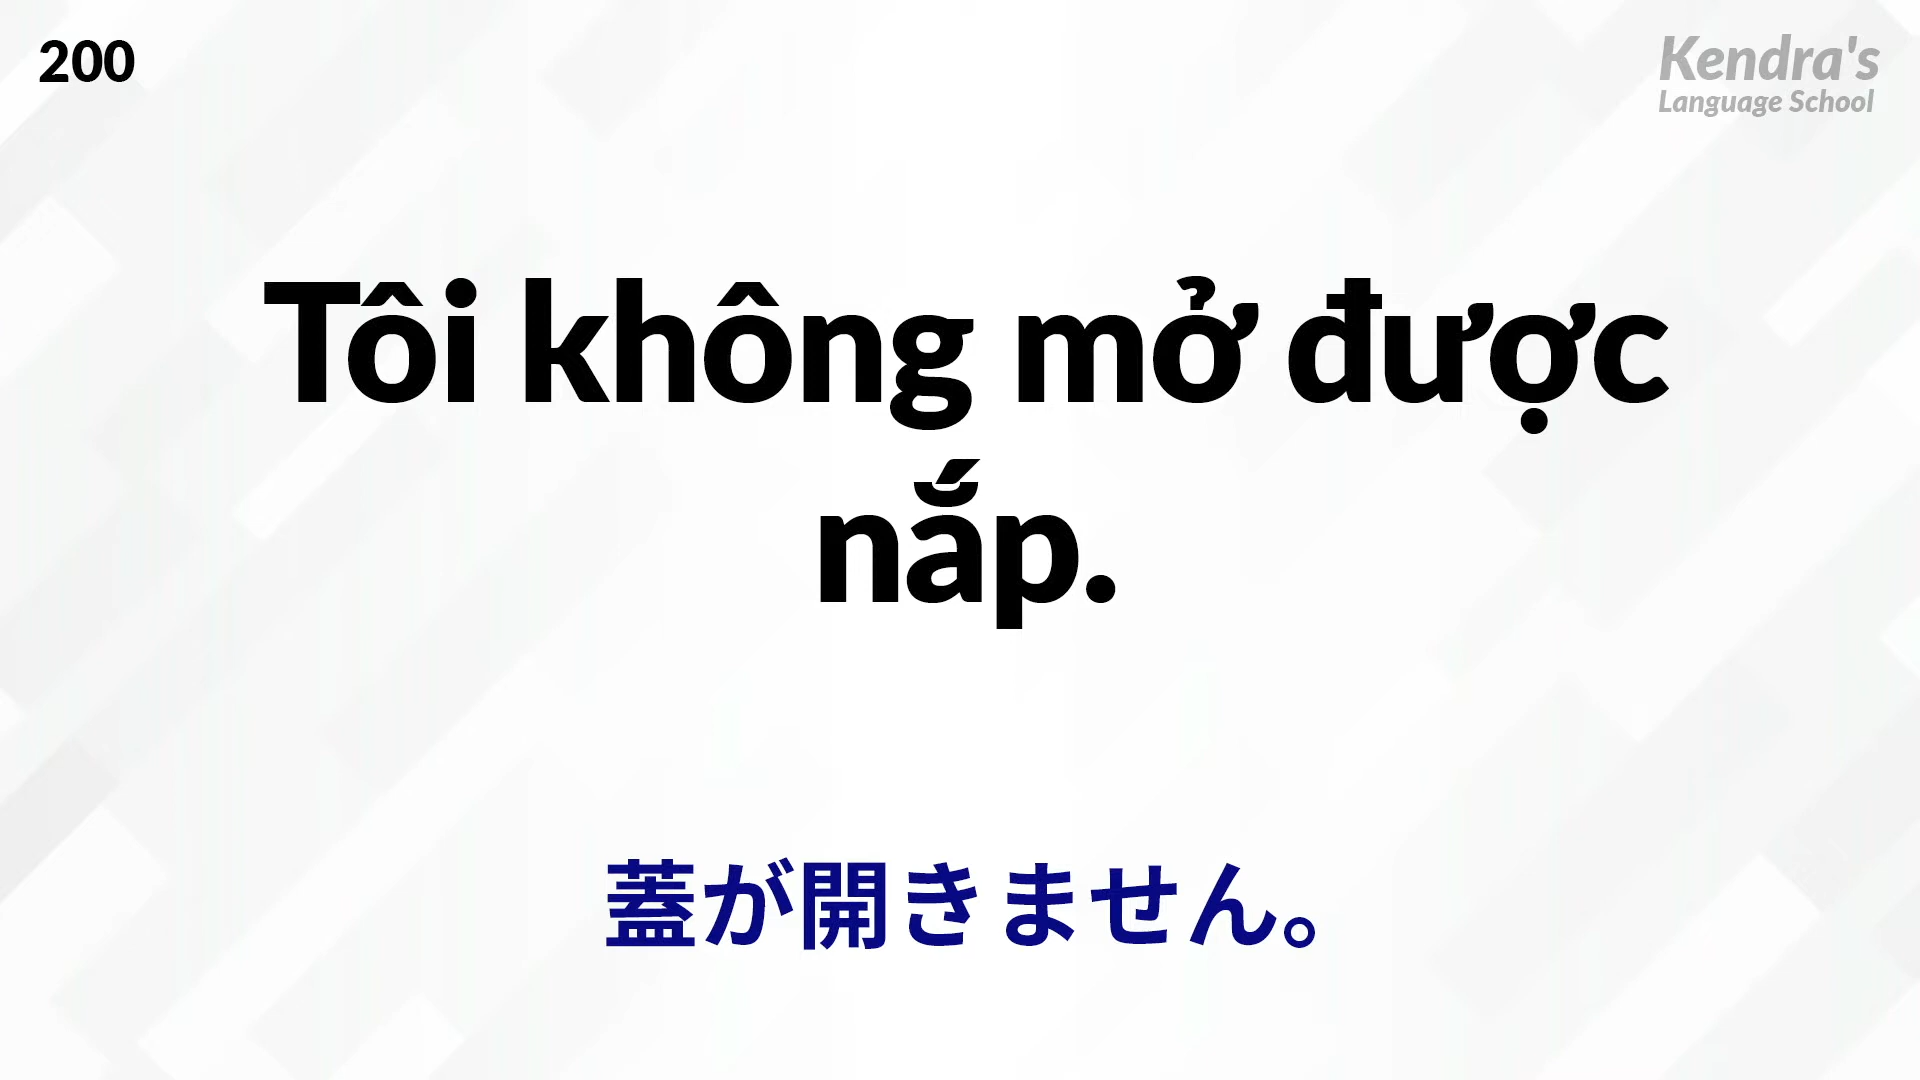 200
Kendra's
Language School
Tôi không mở được
nắp.
蓋が開きません。